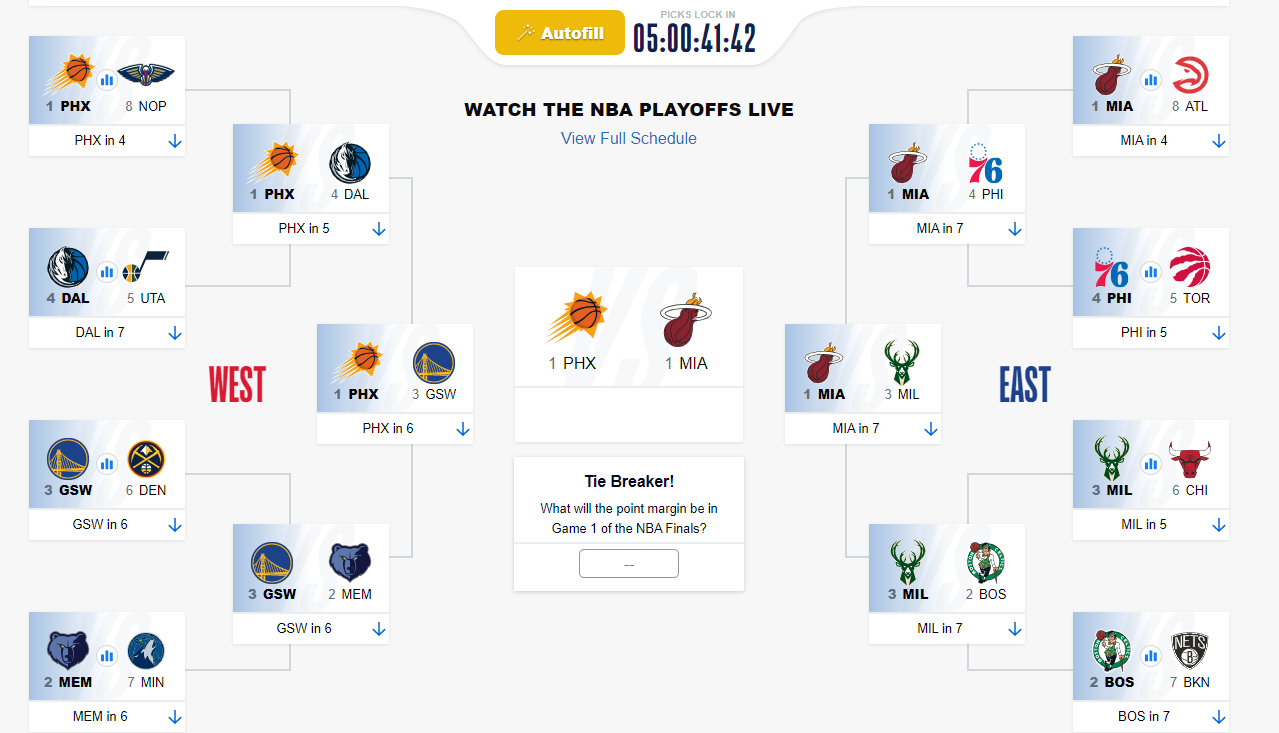 Autofill
PICKS LOCK IN
05:00:41:42
WATCH THE NBA PLAYOFFS LIVE
View Full Schedule
1 PHX 8 NOP
PHX in 4
4 DAL 5 UTA
DAL in 7
3 GSW 6 DEN
GSW in 6
2 MEM 7 MIN
MEM in 6
1 PHX 4 DAL
PHX in 5
3 GSW 2 MEM
GSW in 6
WEST
1 PHX 3 GSW
PHX in 6
1 PHX 1 MIA
Tie Breaker!
What will the point margin be in
Game 1 of the NBA Finals?
--
1 MIA 3 MIL
MIA in 7
EAST
76
1 MIA 4 PHI
MIA in 7
3 MIL 2 BOS
MIL in 7
1 MIA 8 ATL
MIA in 4
76
4 PHI 5 TOR
PHI in 5
3 MIL 6 CHI
MIL in 5
NETS
B
2 BOS 7 BKN
BOS in 7